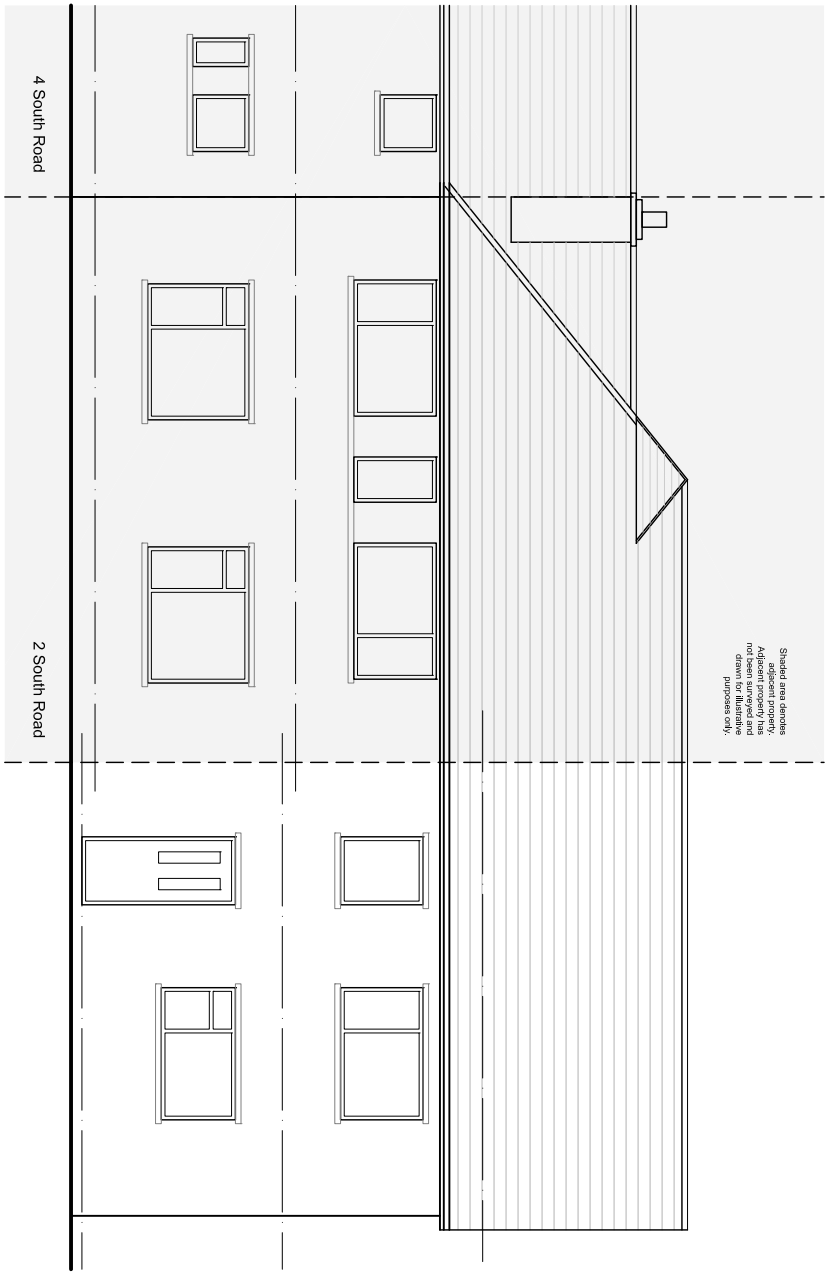 4 South Road
2 South Road
Shaded area denotes
adjacent property.
Adjacent property has
not been surveyed and
drawn for illustrative
purposes only.